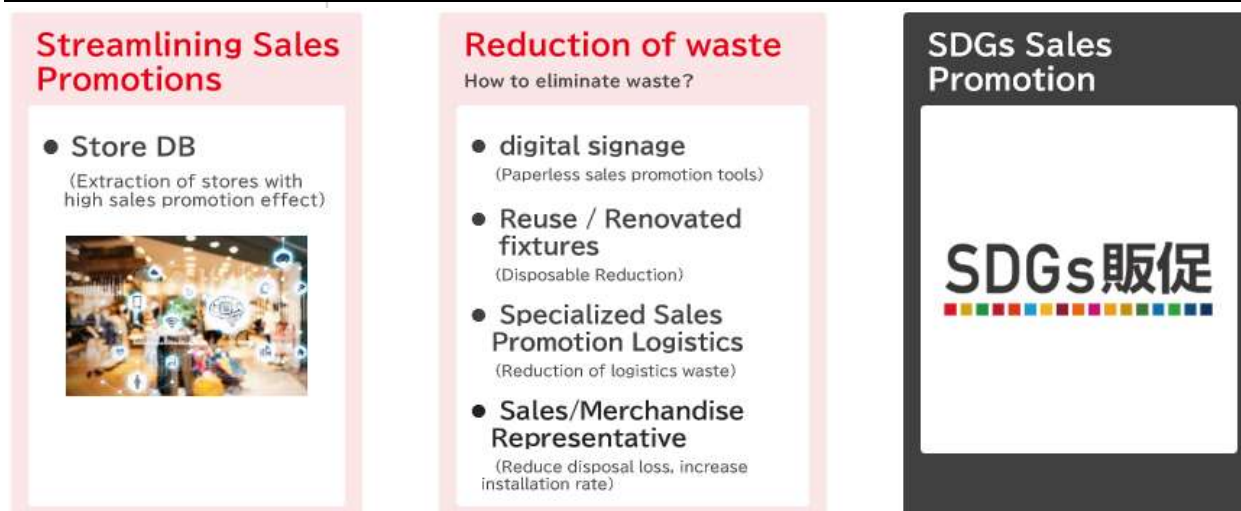 Streamlining Sales
Promotions
● Store DB
(Extraction of stores with
high sales promotion effect)
Reduction of waste
How to eliminate waste?
● digital signage
(Paperless sales promotion tools)
● Reuse / Renovated
fixtures
(Disposable Reduction)
● Specialized Sales
Promotion Logistics
(Reduction of logistics waste)
● Sales/Merchandise
Representative
(Reduce disposal loss, increase
installation rate)
SDGs Sales
Promotion
SDGs販促